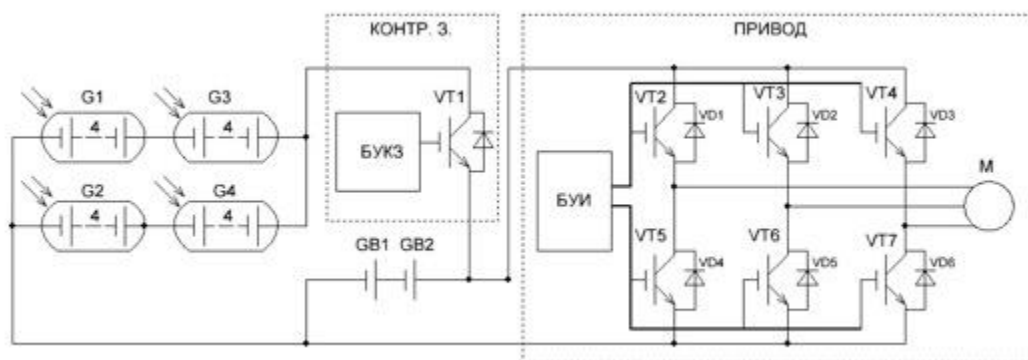 КОНТР. З.
ПРИВОД
G1
G3
VT1
VT2
VT3
VT4
4
4
VD1
VD2
VD3
БУКЗ
G2
G4
М
БУИ
4
4
GB1
GB2
VT5
VT6
VT7
VD4
VD5
VD6